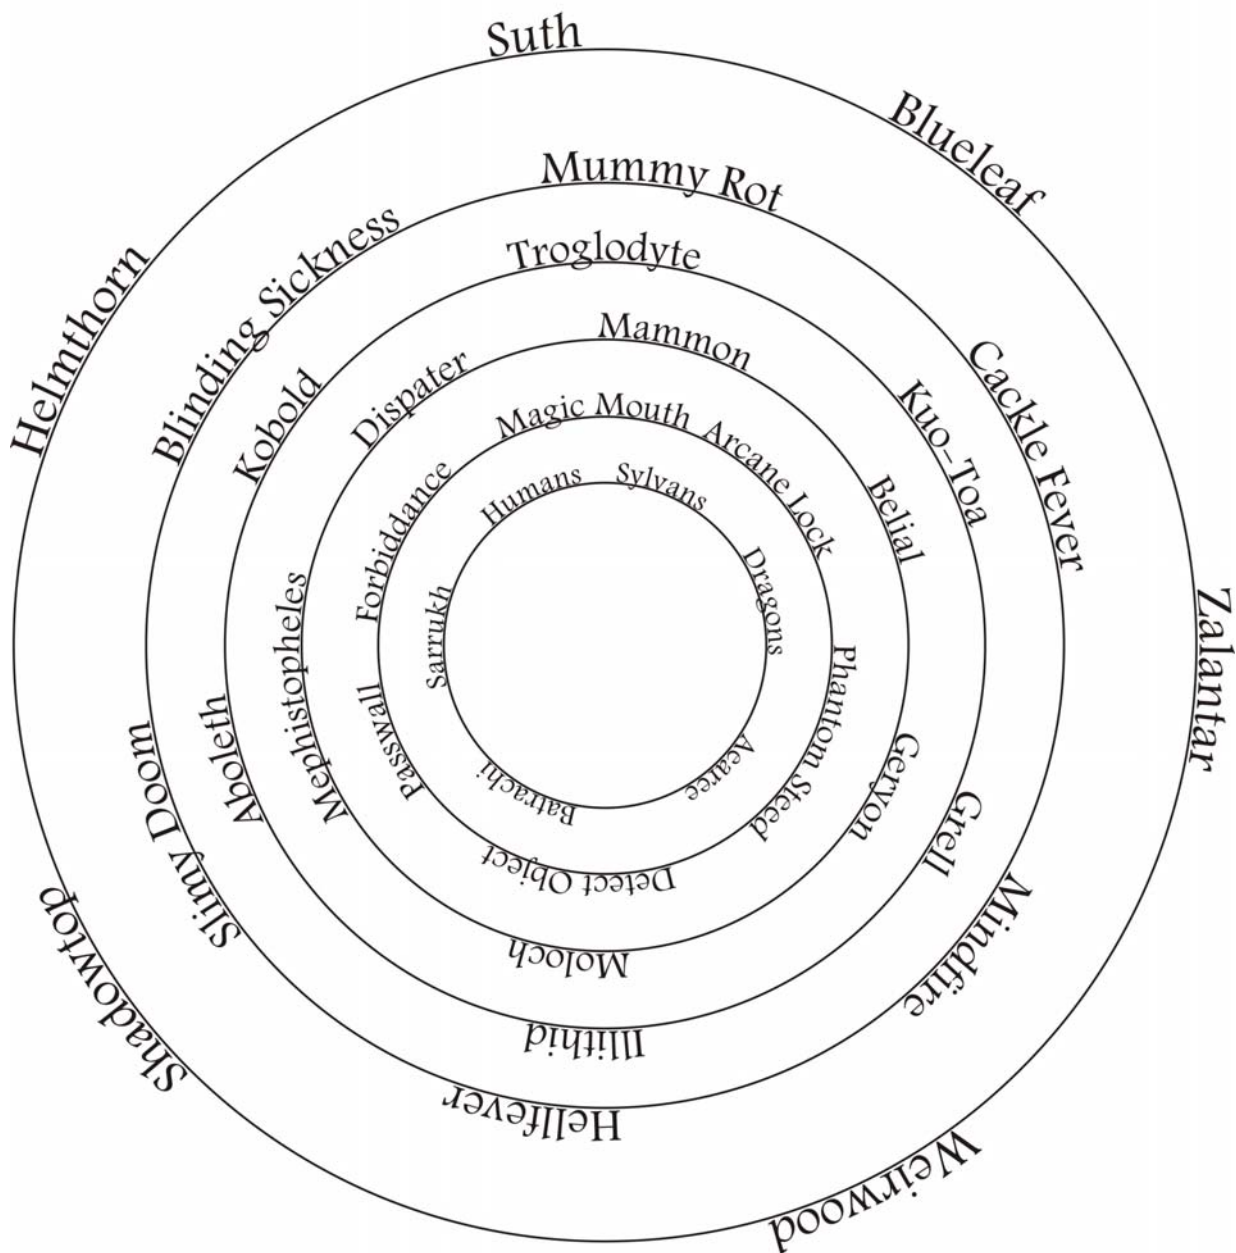 Suth
Blueleaf
Zalantar
Weirwood
Shadowtop
Helmthorn
Mummy Rot
Cackle Fever
Mindfire
Hellfever
Slimy Doom
Blinding Sickness
Troglodyte
Kuo-Toa
Grell
Illithid
Aboleth
Kobold
Mammon
Belial
Geryon
Moloch
Mephistopheles
Dispater
Magic Mouth
Arcane Lock
Phantom Steed
Detect Object
Passwall
Forbiddance
Humans
Sylvans
Dragons
Aearee
Batrachi
Sarrukh